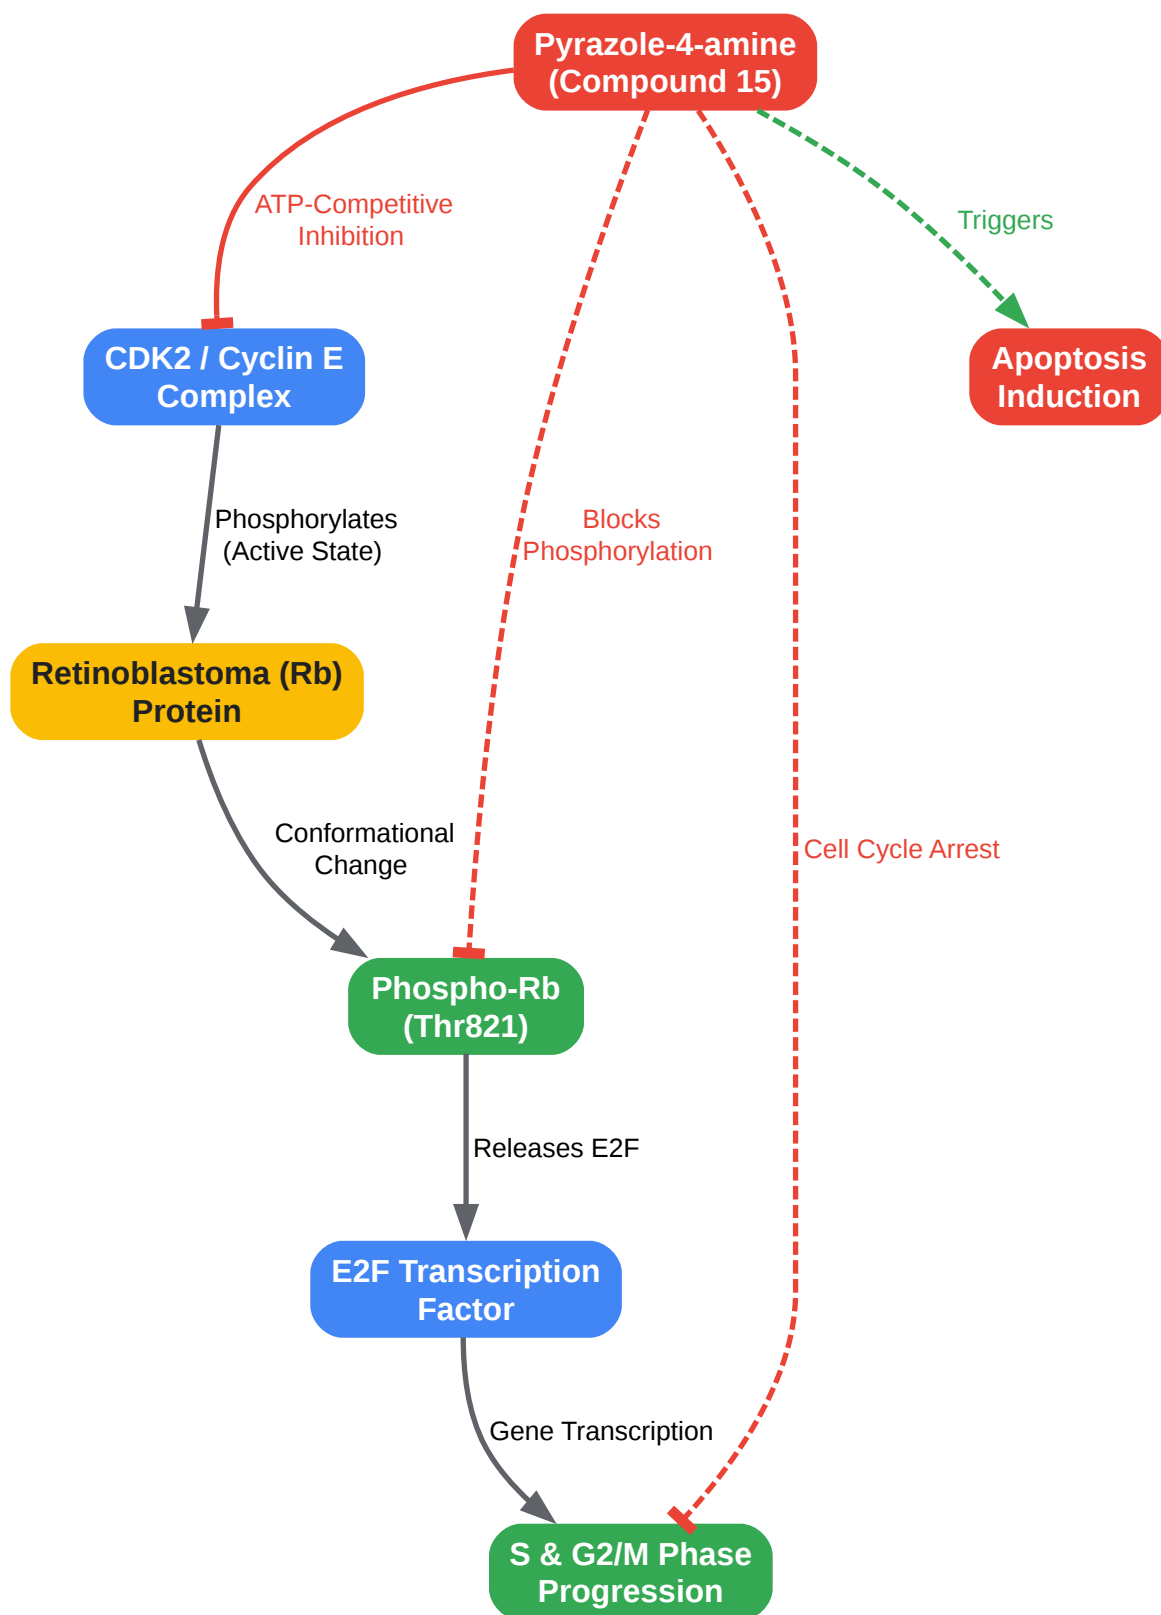 Pyrazole-4-amine
(Compound 15)
ATP-Competitive
Inhibition
Triggers
CDK2 / Cyclin E
Complex
Apoptosis
Induction
Phosphorylates
(Active State)
Blocks
Phosphorylation
Retinoblastoma (Rb)
Protein
Conformational
Change
Cell Cycle Arrest
Phospho-Rb
(Thr821)
Releases E2F
E2F Transcription
Factor
Gene Transcription
S & G2/M Phase
Progression